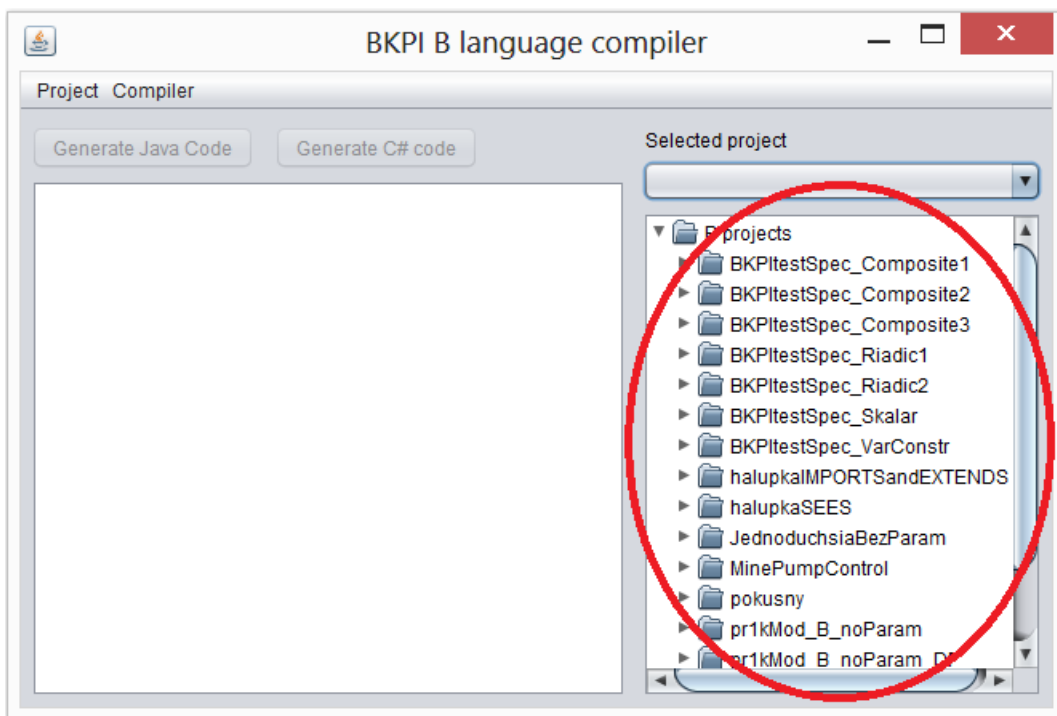 BKPI B language compiler
Project Compiler
Generate Java Code Generate C# code
Selected project
B projects
BKPItestSpec_Composite1
BKPItestSpec_Composite2
BKPItestSpec_Composite3
BKPItestSpec_Riadic1
BKPItestSpec_Riadic2
BKPItestSpec_Skalar
BKPItestSpec_VarConstr
halupkaIMPORTSandEXTENDS
halupkaSEES
JednoduchsiaBezParam
MinePumpControl
pokusny
pr1kMod_B_noParam